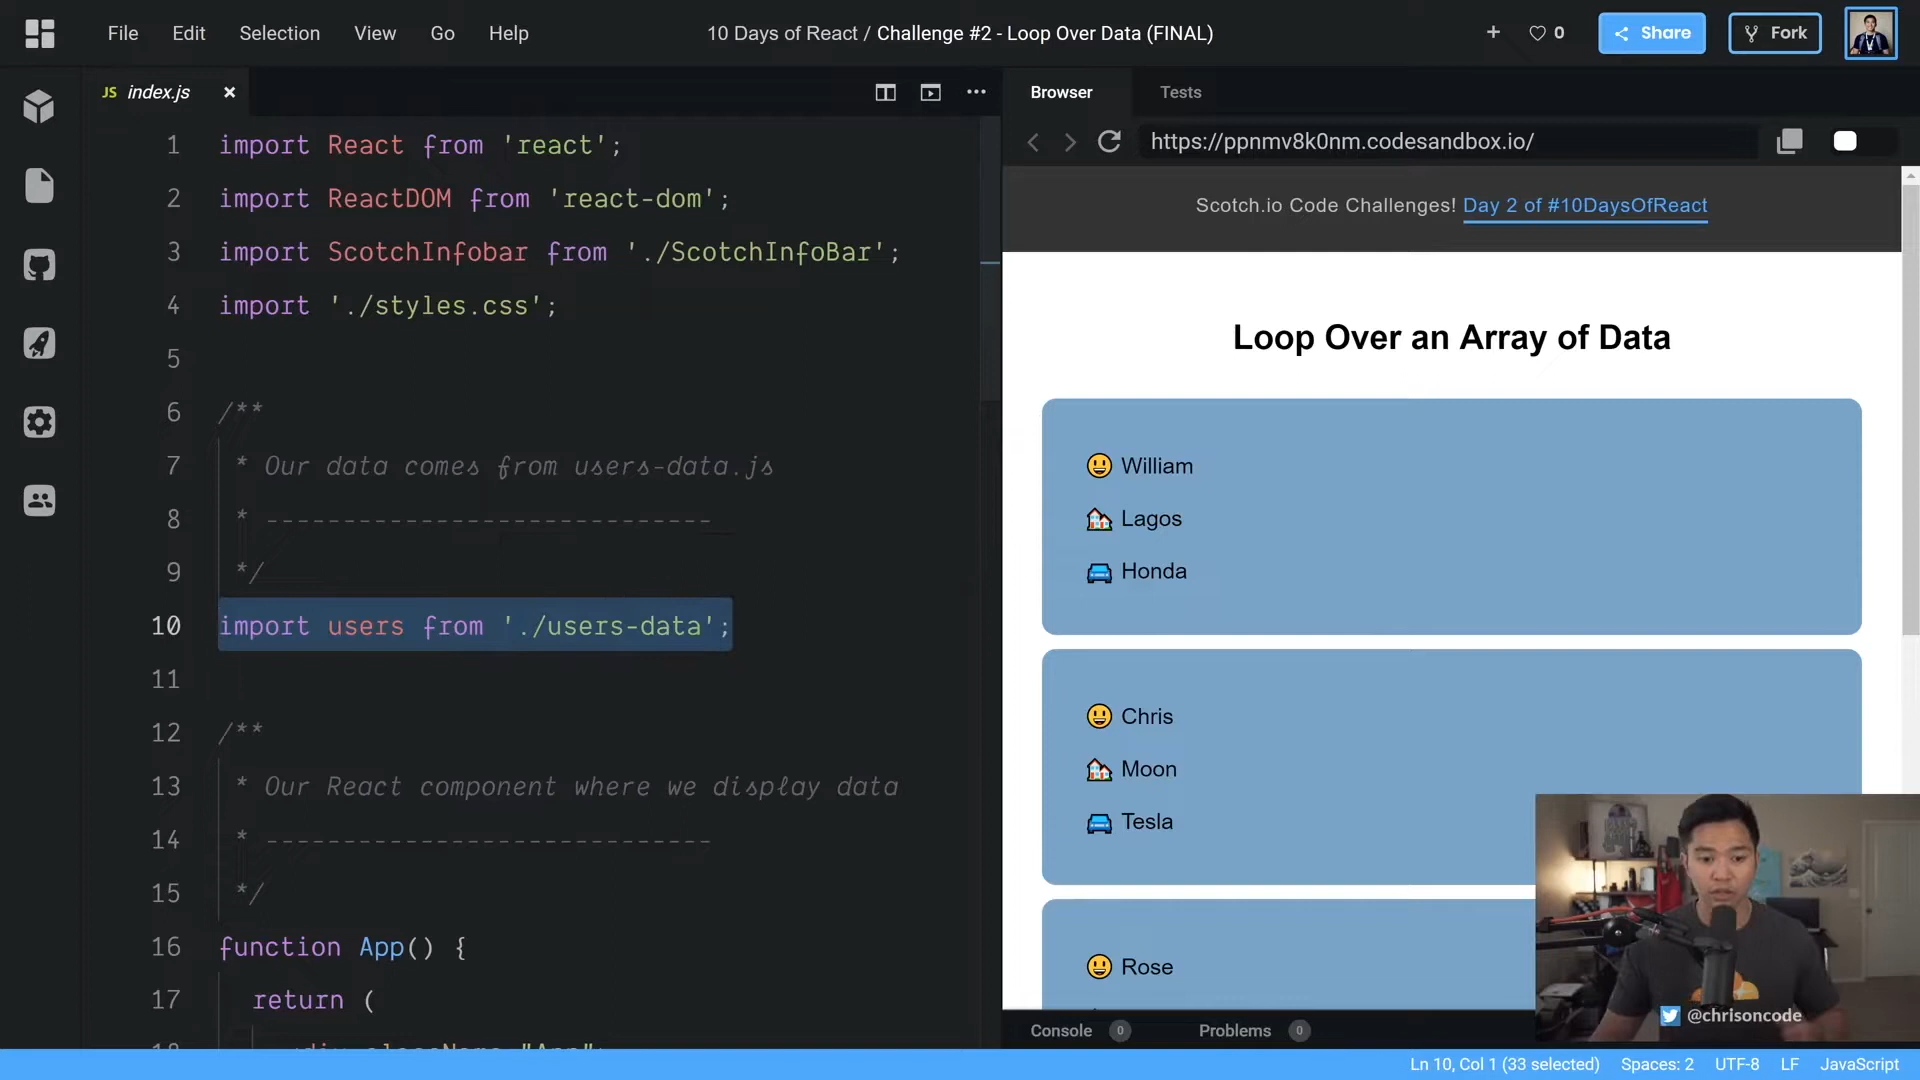 File Edit Selection View Go Help
10 Days of React / Challenge #2 - Loop Over Data (FINAL)
+ 0 Share Fork
JS index.js
Browser Tests
https://ppnmv8k0nm.codesandbox.io/
1 import React from 'react';
2 import ReactDOM from 'react-dom';
3 import ScotchInfobar from './ScotchInfoBar';
4 import './styles.css';
5
6 /**
7 * Our data comes from users-data.js
8 * -----------------------------
9 */
10 import users from './users-data';
11
12 /**
13 * Our React component where we display data
14 * -----------------------------
15 */
16 function App() {
17 return (
Scotch.io Code Challenges! Day 2 of #10DaysOfReact
Loop Over an Array of Data
William
Lagos
Honda
Chris
Moon
Tesla
Rose
@chrisoncode
Console 0 Problems 0
Ln 10, Col 1 (33 selected) Spaces: 2 UTF-8 LF JavaScript